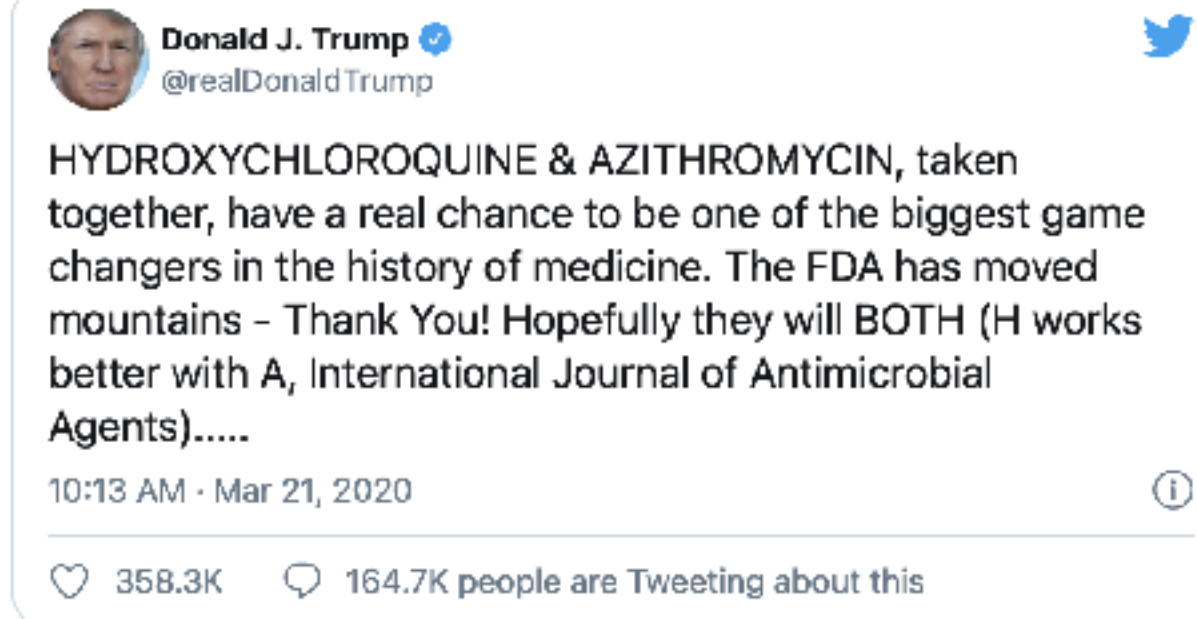 Donald J. Trump
@realDonaldTrump
HYDROXYCHLOROQUINE & AZITHROMYCIN, taken
together, have a real chance to be one of the biggest game
changers in the history of medicine. The FDA has moved
mountains – Thank You! Hopefully they will BOTH (H works
better with A, International Journal of Antimicrobial
Agents).....
10:13 AM · Mar 21, 2020
358.3K 164.7K people are Tweeting about this